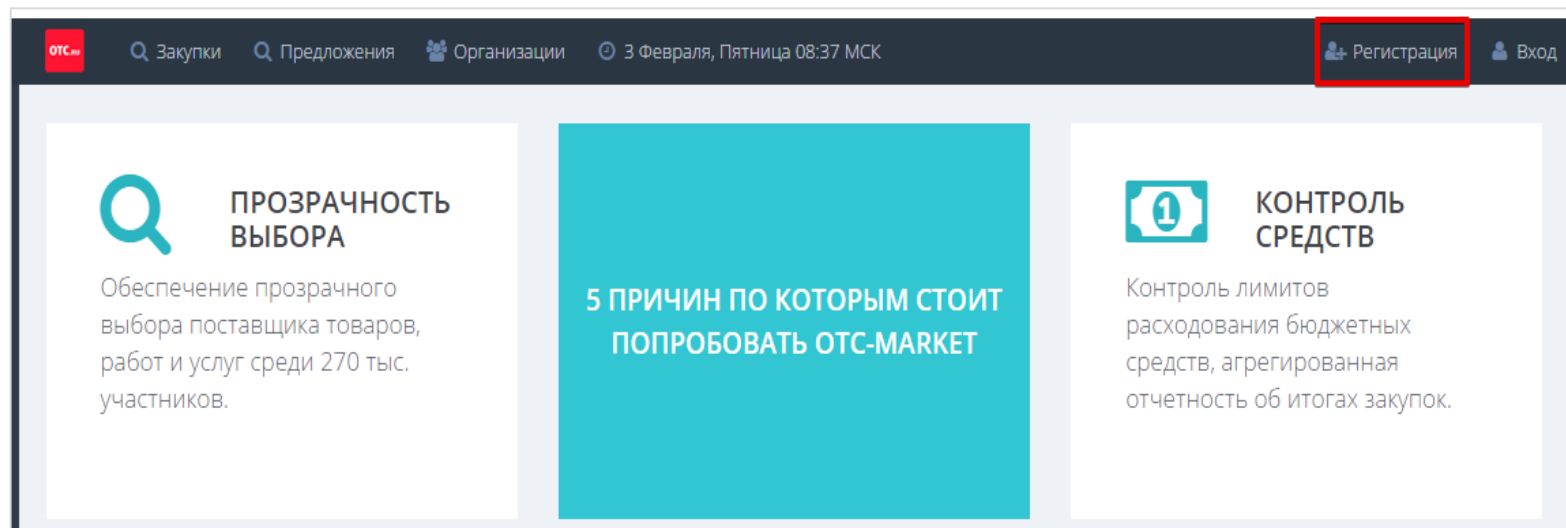 OTC.RU Закупки Предложения Организации 3 Февраля, Пятница 08:37 МСК Регистрация Вход
ПРОЗРАЧНОСТЬ
ВЫБОРА
Обеспечение прозрачного
выбора поставщика товаров,
работ и услуг среди 270 тыс.
участников.
5 ПРИЧИН ПО КОТОРЫМ СТОИТ
ПОПРОБОВАТЬ OTC-MARKET
1
КОНТРОЛЬ
СРЕДСТВ
Контроль лимитов
расходования бюджетных
средств, агрегированная
отчетность об итогах закупок.